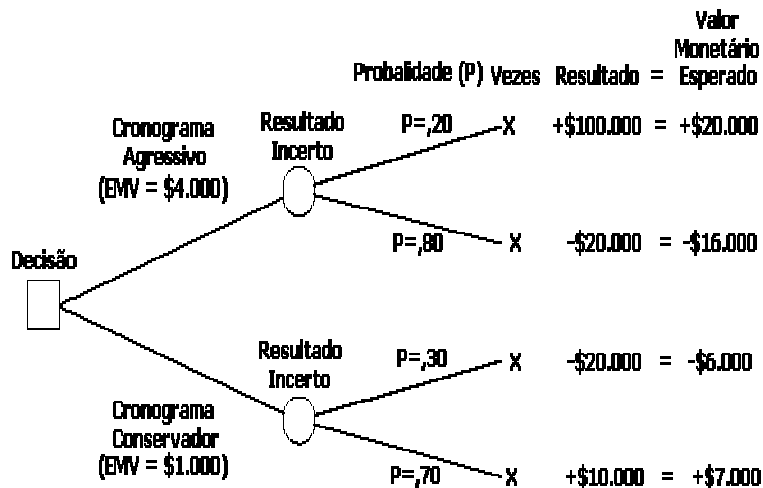 Valor
Monetário
Probalidade (P) Vezes Resultado = Esperado
Cronograma
Agressivo
(EMV = $4.000)
Resultado
Incerto
P=,20 X +$100.000 = +$20.000
P=,80 X -$20.000 = -$16.000
Decisão
Resultado
Incerto
P=,30 X -$20.000 = -$6.000
Cronograma
Conservador
(EMV = $1.000)
P=,70 X +$10.000 = +$7.000